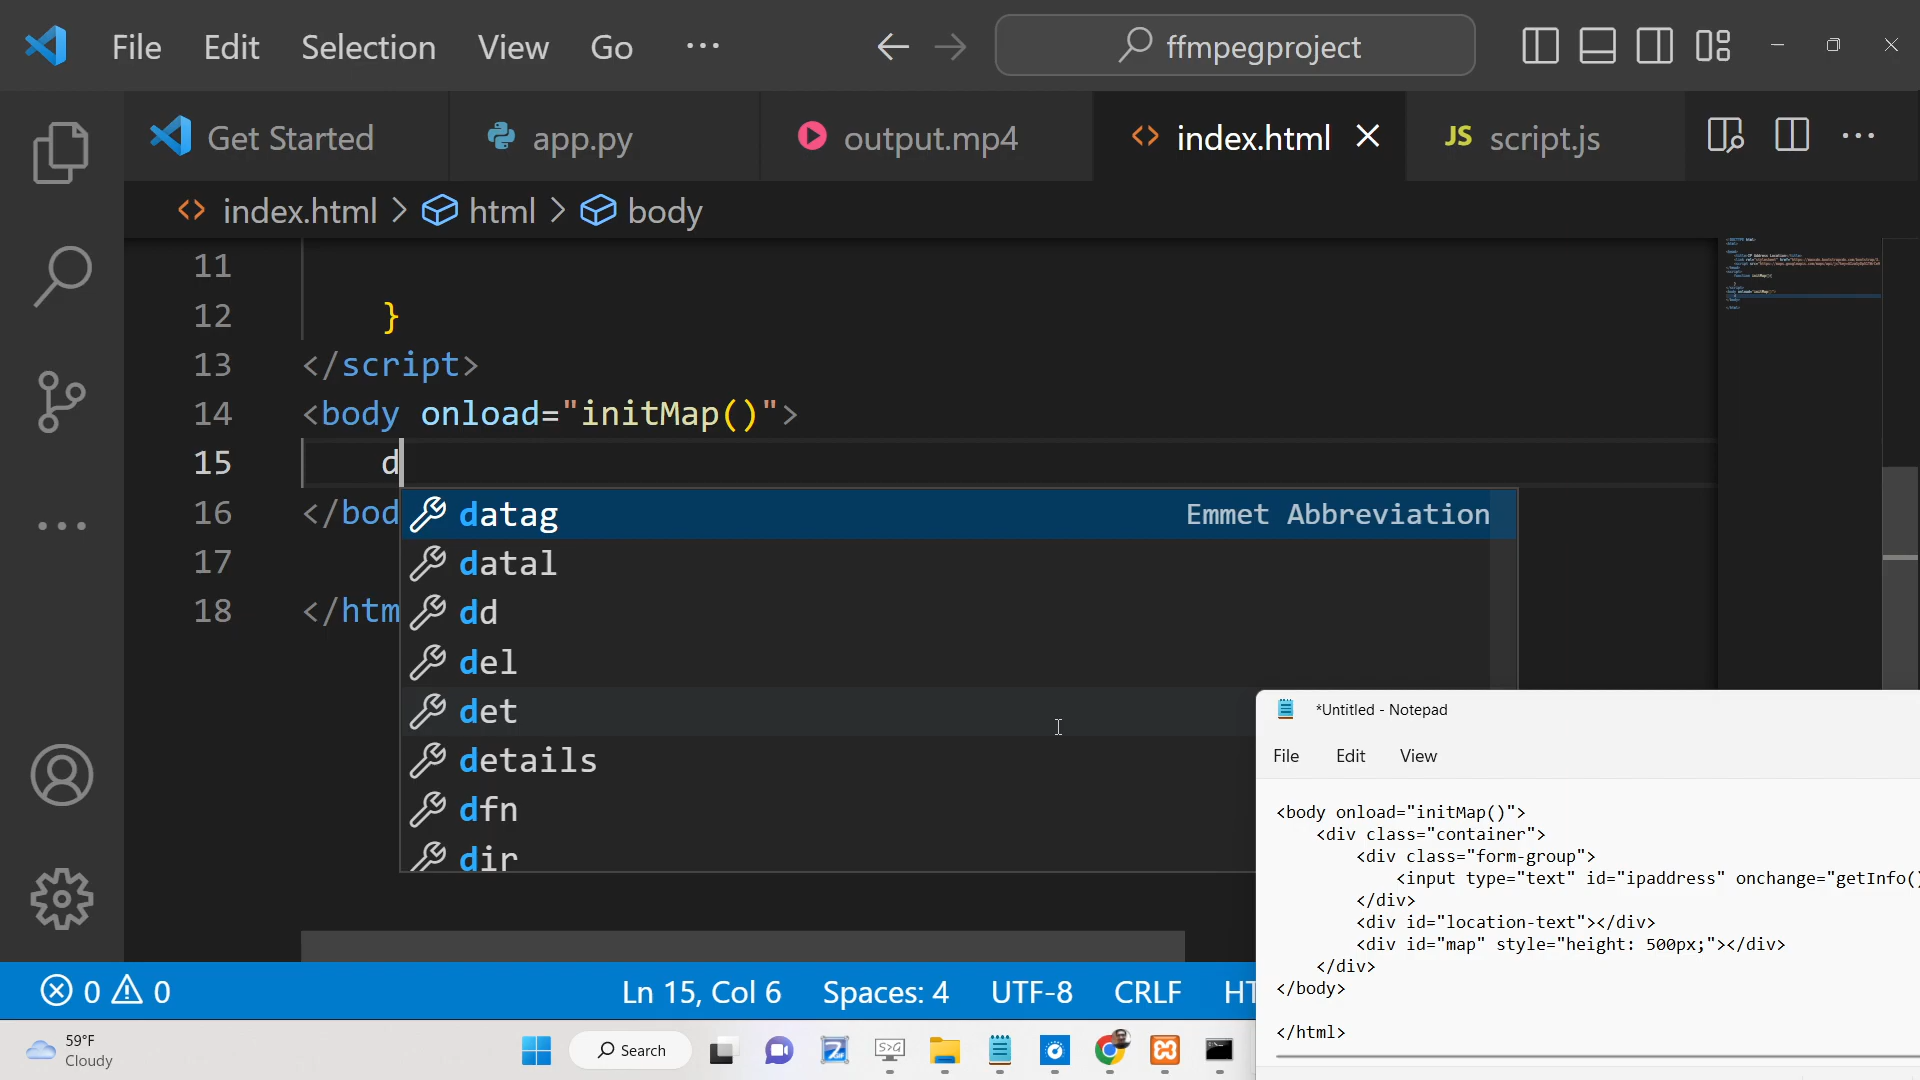 File Edit Selection View Go ··· ffmpegproject
Get Started app.py output.mp4 index.html JS script.js
index.html > html > body
11
12 }
13 </script>
14 <body onload="initMap()">
15 d
16 </bod
17
18 </htm
datag Emmet Abbreviation
datal
dd
del
det
details
dfn
dir
*Untitled - Notepad
File Edit View
<body onload="initMap()">
<div class="container">
<div class="form-group">
<input type="text" id="ipaddress" onchange="getInfo()
</div>
<div id="location-text"></div>
<div id="map" style="height: 500px;"></div>
</div>
</body>
</html>
0 0 Ln 15, Col 6 Spaces: 4 UTF-8 CRLF HT
59°F
Cloudy
Search